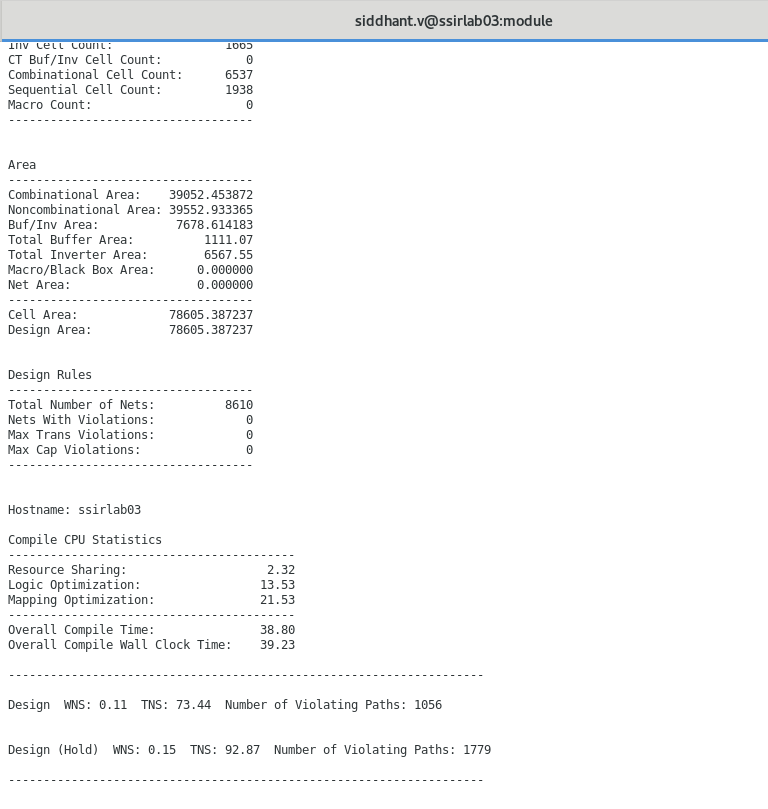 siddhant.v@ssirlab03:module
Inv Cell Count: 1665
CT Buf/Inv Cell Count: 0
Combinational Cell Count: 6537
Sequential Cell Count: 1938
Macro Count: 0
-----------------------------------
Area
-----------------------------------
Combinational Area: 39052.453872
Noncombinational Area: 39552.933365
Buf/Inv Area: 7678.614183
Total Buffer Area: 1111.07
Total Inverter Area: 6567.55
Macro/Black Box Area: 0.000000
Net Area: 0.000000
-----------------------------------
Cell Area: 78605.387237
Design Area: 78605.387237
Design Rules
-----------------------------------
Total Number of Nets: 8610
Nets With Violations: 0
Max Trans Violations: 0
Max Cap Violations: 0
-----------------------------------
Hostname: ssirlab03
Compile CPU Statistics
-----------------------------------------
Resource Sharing: 2.32
Logic Optimization: 13.53
Mapping Optimization: 21.53
-----------------------------------------
Overall Compile Time: 38.80
Overall Compile Wall Clock Time: 39.23
--------------------------------------------------------------------
Design WNS: 0.11 TNS: 73.44 Number of Violating Paths: 1056
Design (Hold) WNS: 0.15 TNS: 92.87 Number of Violating Paths: 1779
--------------------------------------------------------------------